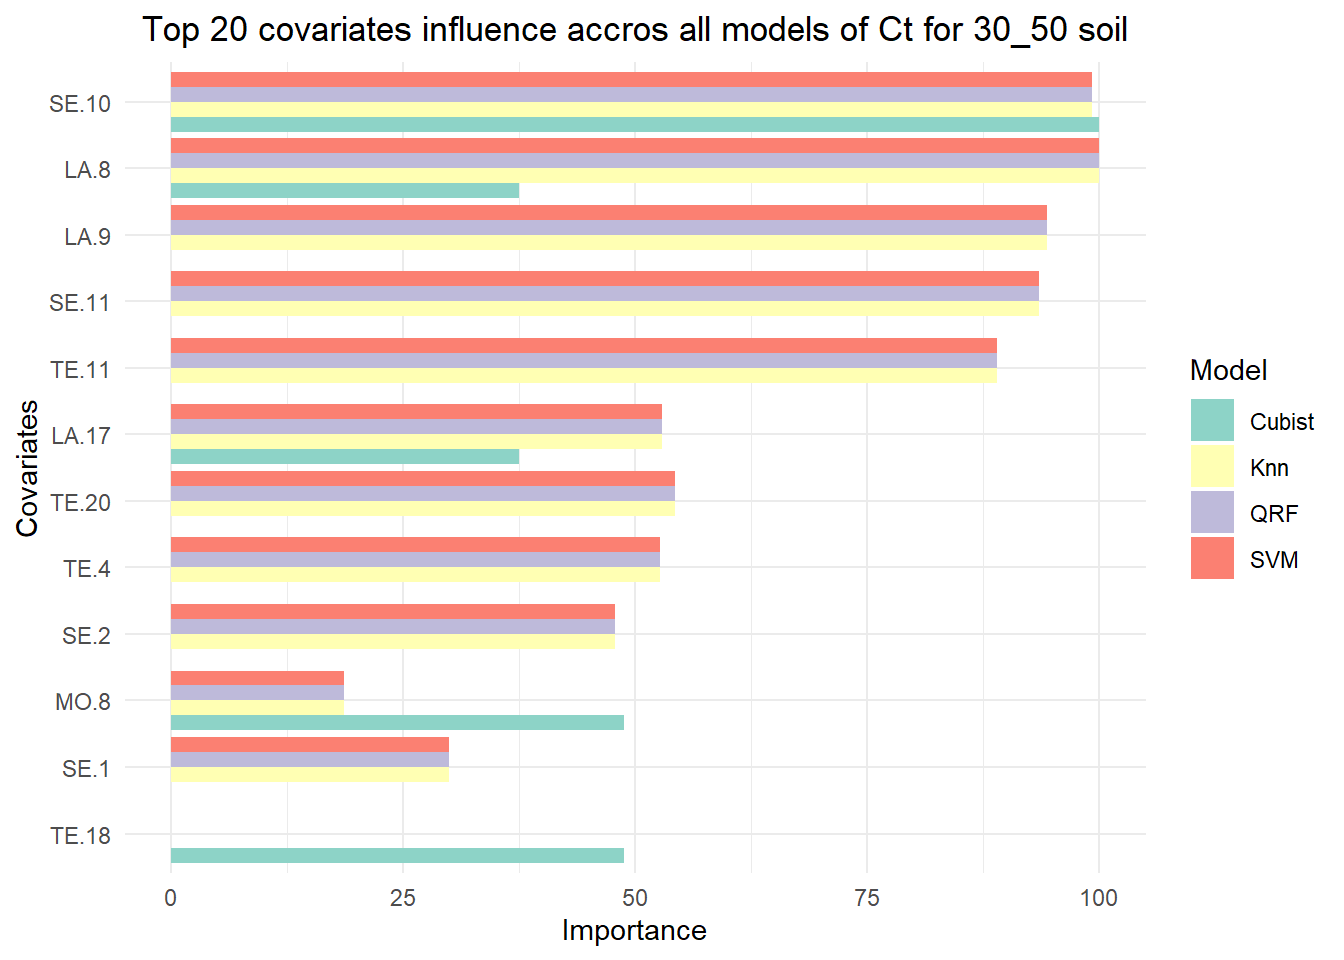 Top 20 covariates influence accros all models of Ct for 30_50 soil
Covariates
SE.10
LA.8
LA.9
SE.11
TE.11
LA.17
TE.20
TE.4
SE.2
MO.8
SE.1
TE.18
0 25 50 75 100
Importance
Model
Cubist
Knn
QRF
SVM